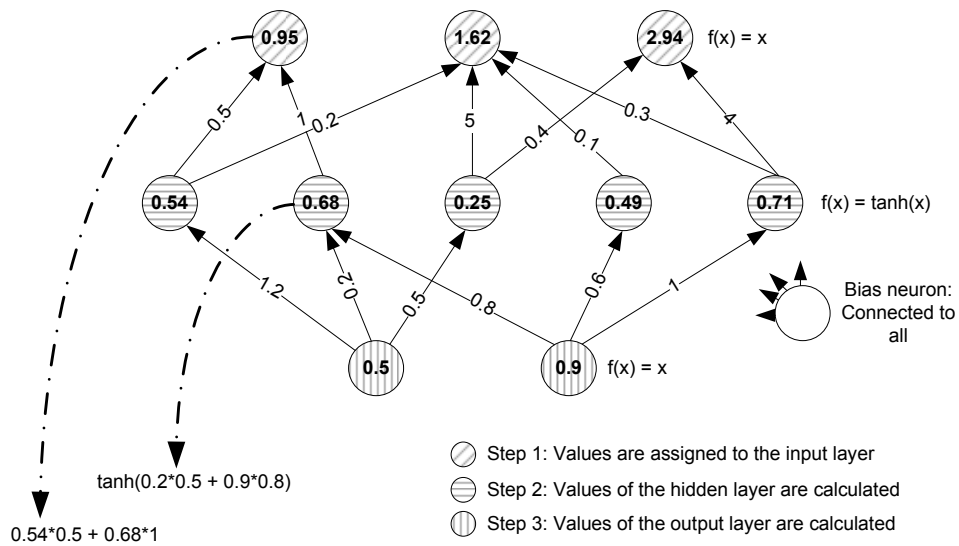 0.95
1.62
2.94
f(x) = x
0.5
1
0.2
5
0.4
0.1
0.3
4
0.54
0.68
0.25
0.49
0.71
f(x) = tanh(x)
1.2
0.2
0.5
0.8
0.6
1
Bias neuron:
Connected to
all
0.5
0.9
f(x) = x
Step 1: Values are assigned to the input layer
tanh(0.2*0.5 + 0.9*0.8)
Step 2: Values of the hidden layer are calculated
Step 3: Values of the output layer are calculated
0.54*0.5 + 0.68*1